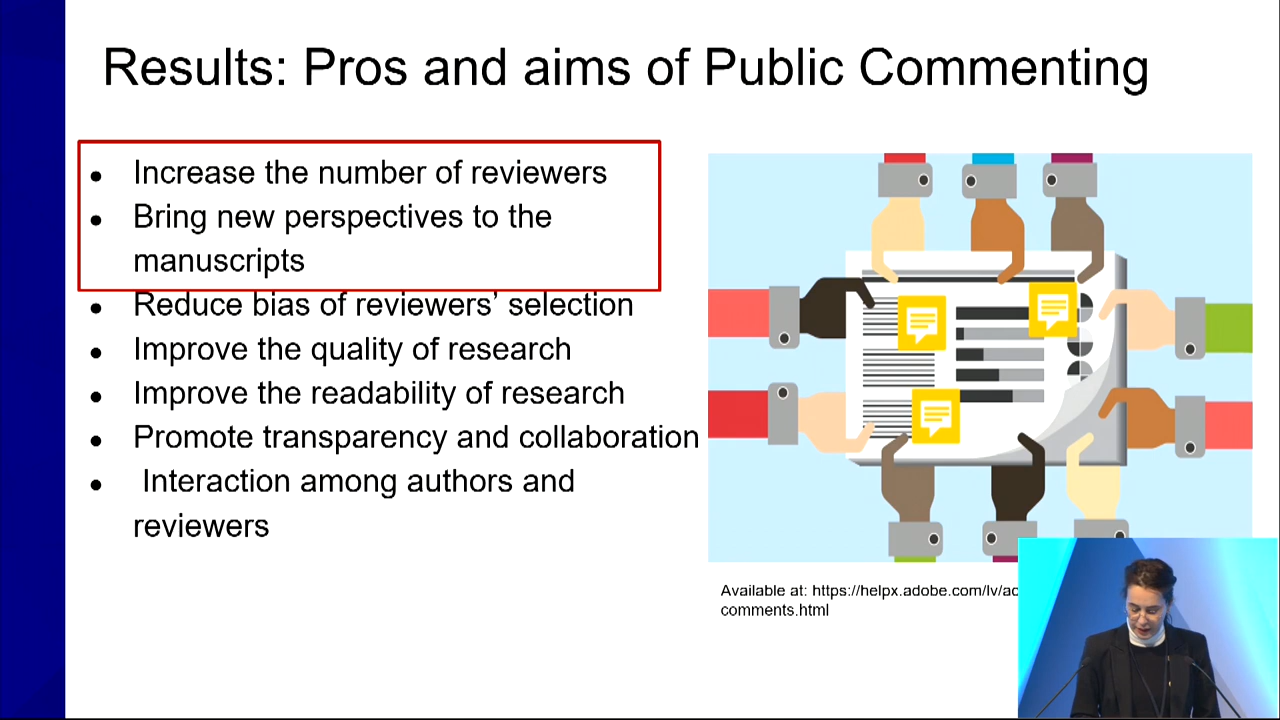 Results: Pros and aims of Public Commenting
● Increase the number of reviewers
● Bring new perspectives to the
manuscripts
● Reduce bias of reviewers’ selection
● Improve the quality of research
● Improve the readability of research
● Promote transparency and collaboration
● Interaction among authors and
reviewers
Available at: https://helpx.adobe.com/lv/
comments.html